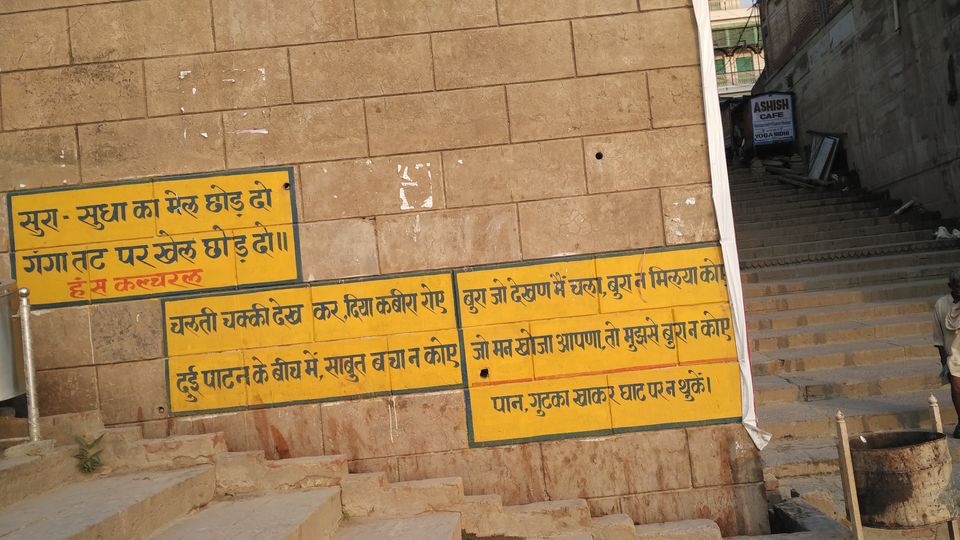 सुरा - सुधा का मेल छोड़ दो
गंगा तट पर खेल छोड़ दो॥
हंस कल्चरल
चलती चक्की देख कर, दिया कबीरा रोए
दुई पाटन के बीच में, साबुत बचा न कोए
बुरा जो देखण मैं चला, बुरा न मिलया कोए
जो मन खोजा आपणा, तो मुझसे बुरा न कोए
पान, गुटका खाकर घाट पर न थुकें।
ASHISH
CAFE
YOGA NIDHI